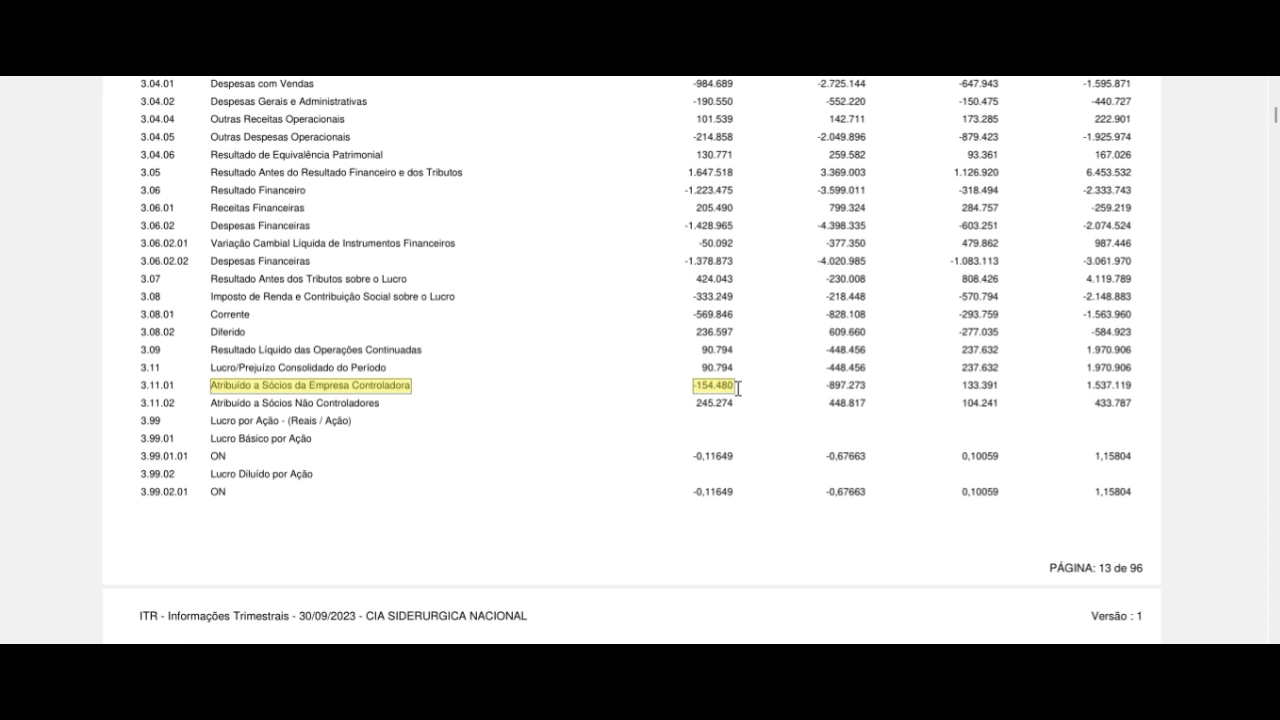 3.04.01 Despesas com Vendas -984.689 -2.725.144 -647.943 -1.595.871
3.04.02 Despesas Gerais e Administrativas -190.550 -552.220 -150.475 -440.727
3.04.04 Outras Receitas Operacionais 101.539 142.711 173.285 222.901
3.04.05 Outras Despesas Operacionais -214.858 -2.049.896 -879.423 -1.925.974
3.04.06 Resultado de Equivalência Patrimonial 130.771 259.582 93.361 167.026
3.05 Resultado Antes do Resultado Financeiro e dos Tributos 1.647.518 3.369.003 1.126.920 6.453.532
3.06 Resultado Financeiro -1.223.475 -3.599.011 -318.494 -2.333.743
3.06.01 Receitas Financeiras 205.490 799.324 284.757 -259.219
3.06.02 Despesas Financeiras -1.428.965 -4.398.335 -603.251 -2.074.524
3.06.02.01 Variação Cambial Líquida de Instrumentos Financeiros -50.092 -377.350 479.862 987.446
3.06.02.02 Despesas Financeiras -1.378.873 -4.020.985 -1.083.113 -3.061.970
3.07 Resultado Antes dos Tributos sobre o Lucro 424.043 -230.008 808.426 4.119.789
3.08 Imposto de Renda e Contribuição Social sobre o Lucro -333.249 -218.448 -570.794 -2.148.883
3.08.01 Corrente -569.846 -828.108 -293.759 -1.563.960
3.08.02 Diferido 236.597 609.660 -277.035 -584.923
3.09 Resultado Líquido das Operações Continuadas 90.794 -448.456 237.632 1.970.906
3.11 Lucro/Prejuízo Consolidado do Período 90.794 -448.456 237.632 1.970.906
3.11.01 Atribuído a Sócios da Empresa Controladora -154.480 -897.273 133.391 1.537.119
3.11.02 Atribuído a Sócios Não Controladores 245.274 448.817 104.241 433.787
3.99 Lucro por Ação - (Reais / Ação)
3.99.01 Lucro Básico por Ação
3.99.01.01 ON -0,11649 -0,67663 0,10059 1,15804
3.99.02 Lucro Diluído por Ação
3.99.02.01 ON -0,11649 -0,67663 0,10059 1,15804
PÁGINA: 13 de 96
ITR - Informações Trimestrais - 30/09/2023 - CIA SIDERURGICA NACIONAL Versão : 1